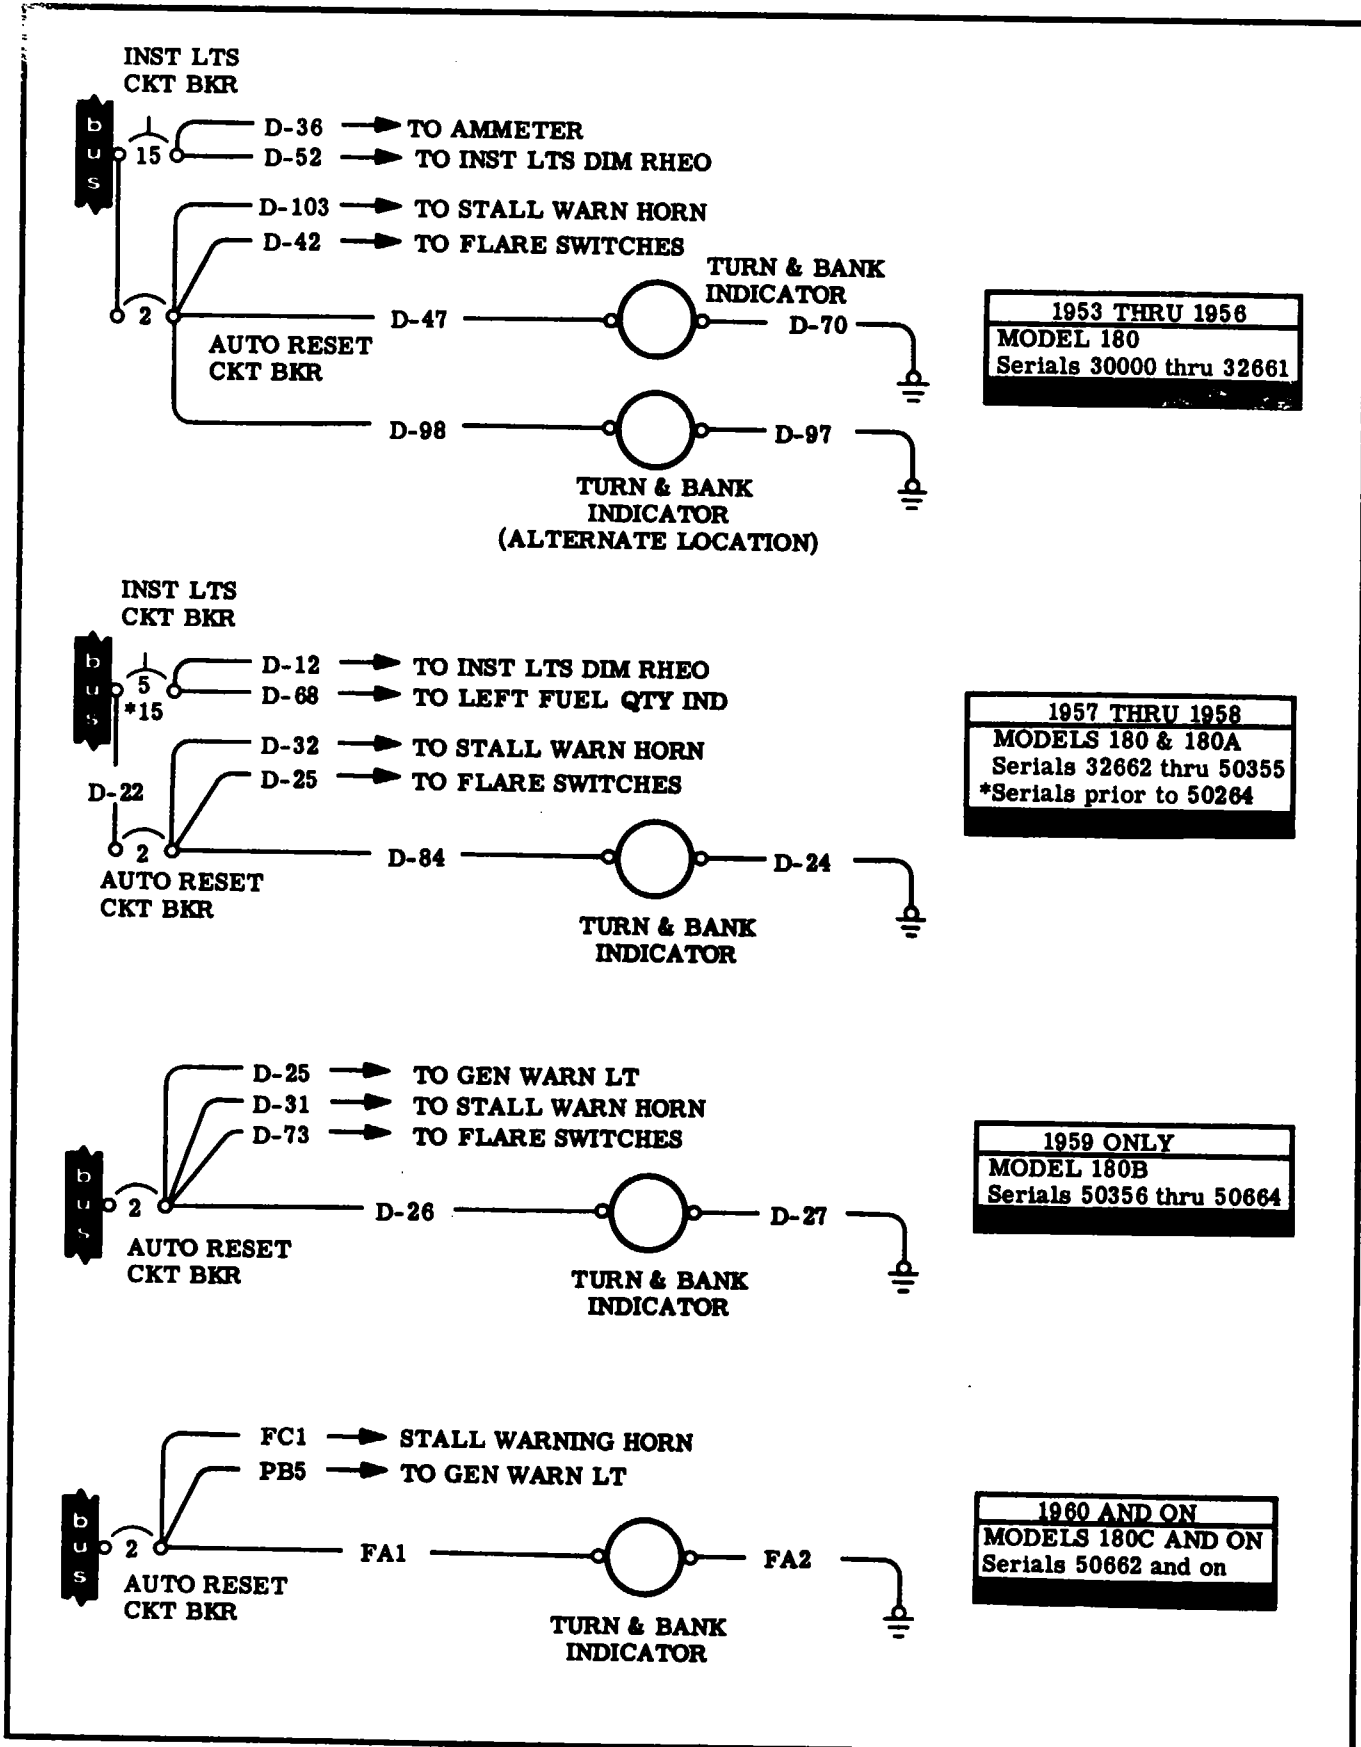 INST LTS
CKT BKR
bus
15
D-36 TO AMMETER
D-52 TO INST LTS DIM RHEO
D-103 TO STALL WARN HORN
D-42 TO FLARE SWITCHES
TURN & BANK
INDICATOR
2
D-47
D-70
AUTO RESET
CKT BKR
D-98
D-97
TURN & BANK
INDICATOR
(ALTERNATE LOCATION)
1953 THRU 1956
MODEL 180
Serials 30000 thru 32661
INST LTS
CKT BKR
bus
5
*15
D-12 TO INST LTS DIM RHEO
D-68 TO LEFT FUEL QTY IND
D-32 TO STALL WARN HORN
D-25 TO FLARE SWITCHES
D-22
2
D-84
D-24
AUTO RESET
CKT BKR
TURN & BANK
INDICATOR
1957 THRU 1958
MODELS 180 & 180A
Serials 32662 thru 50355
*Serials prior to 50264
D-25 TO GEN WARN LT
D-31 TO STALL WARN HORN
D-73 TO FLARE SWITCHES
bus
2
D-26
D-27
AUTO RESET
CKT BKR
TURN & BANK
INDICATOR
1959 ONLY
MODEL 180B
Serials 50356 thru 50664
FC1 STALL WARNING HORN
PB5 TO GEN WARN LT
bus
2
FA1
FA2
AUTO RESET
CKT BKR
TURN & BANK
INDICATOR
1960 AND ON
MODELS 180C AND ON
Serials 50662 and on